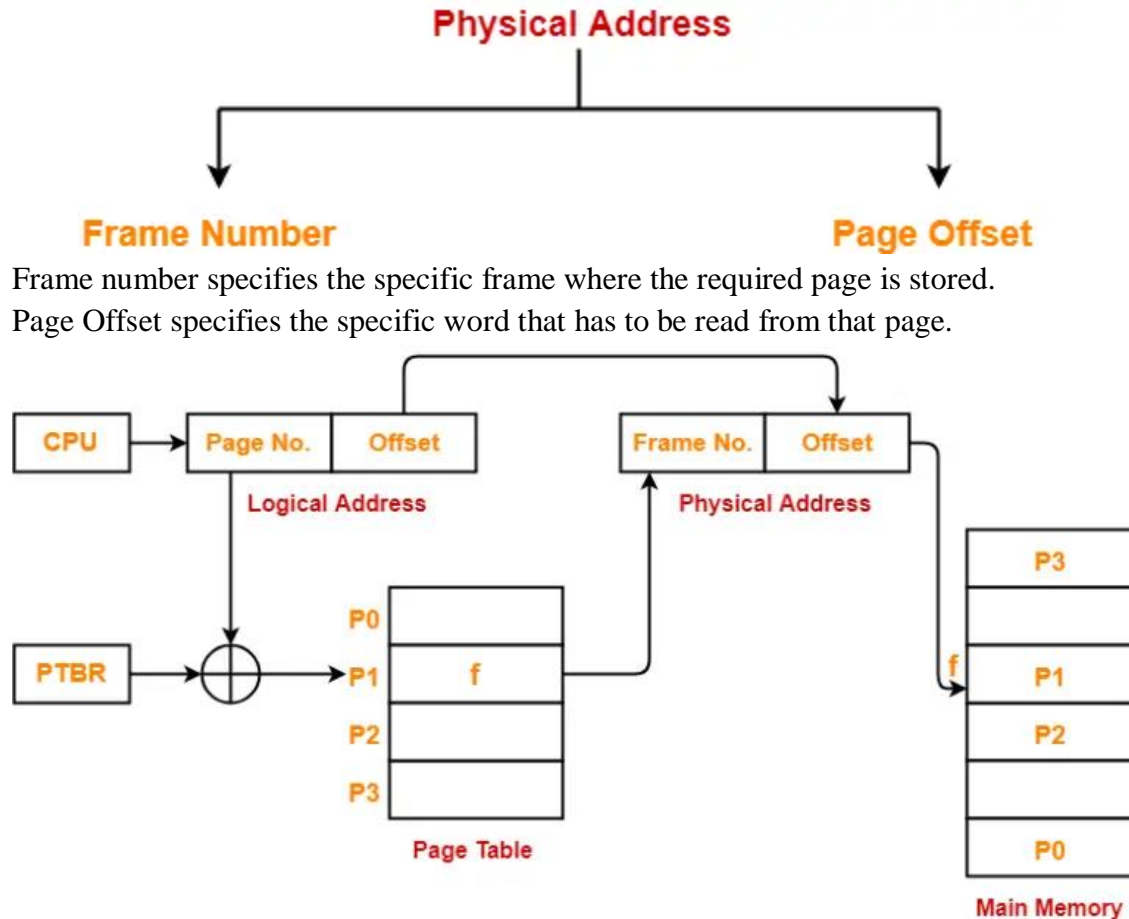 Physical Address
Frame Number Page Offset
Frame number specifies the specific frame where the required page is stored.
Page Offset specifies the specific word that has to be read from that page.
CPU Page No. Offset Frame No. Offset
Logical Address Physical Address
P3
P0
PTBR P1 f f P1
P2 P2
P3
Page Table P0
Main Memory